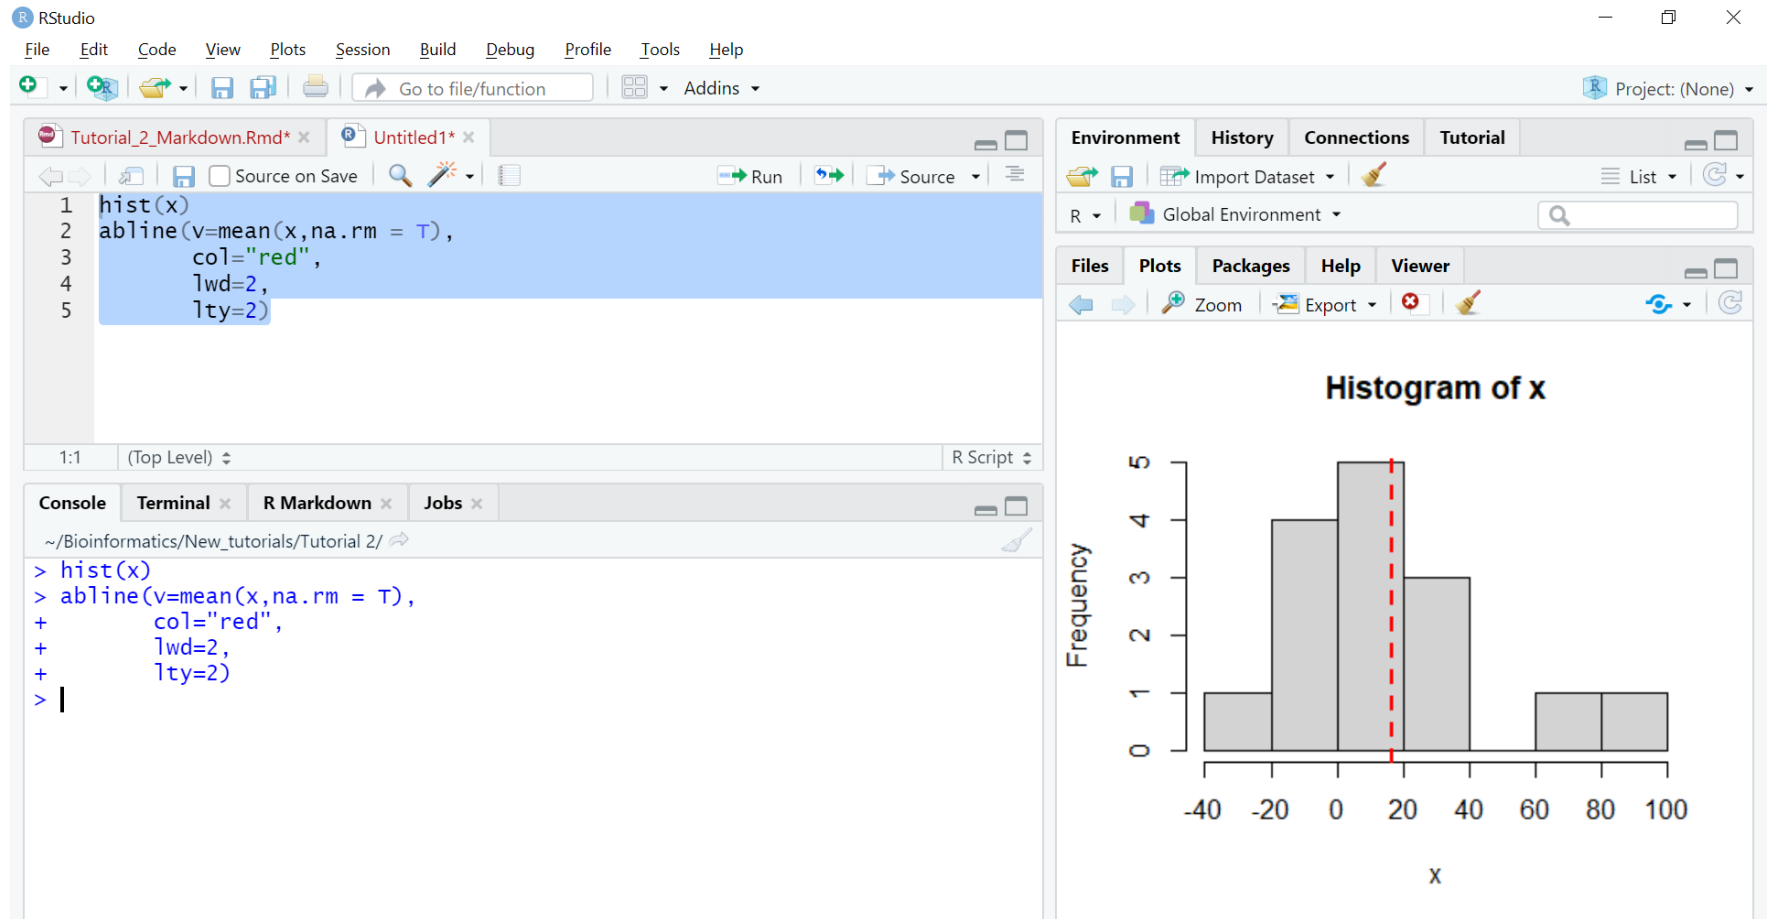 RStudio
File Edit Code View Plots Session Build Debug Profile Tools Help
Go to file/function Addins Project: (None)
Tutorial_2_Markdown.Rmd* Untitled1*
Source on Save Run Source
1 hist(x)
2 abline(v=mean(x,na.rm = T),
3 col="red",
4 lwd=2,
5 lty=2)
1:1 (Top Level) R Script
Console Terminal R Markdown Jobs
~/Bioinformatics/New_tutorials/Tutorial 2/
> hist(x)
> abline(v=mean(x,na.rm = T),
+ col="red",
+ lwd=2,
+ lty=2)
>
Environment History Connections Tutorial
Import Dataset List
R Global Environment
Files Plots Packages Help Viewer
Zoom Export
Histogram of x
Frequency
5
4
3
2
1
0
-40 -20 0 20 40 60 80 100
x